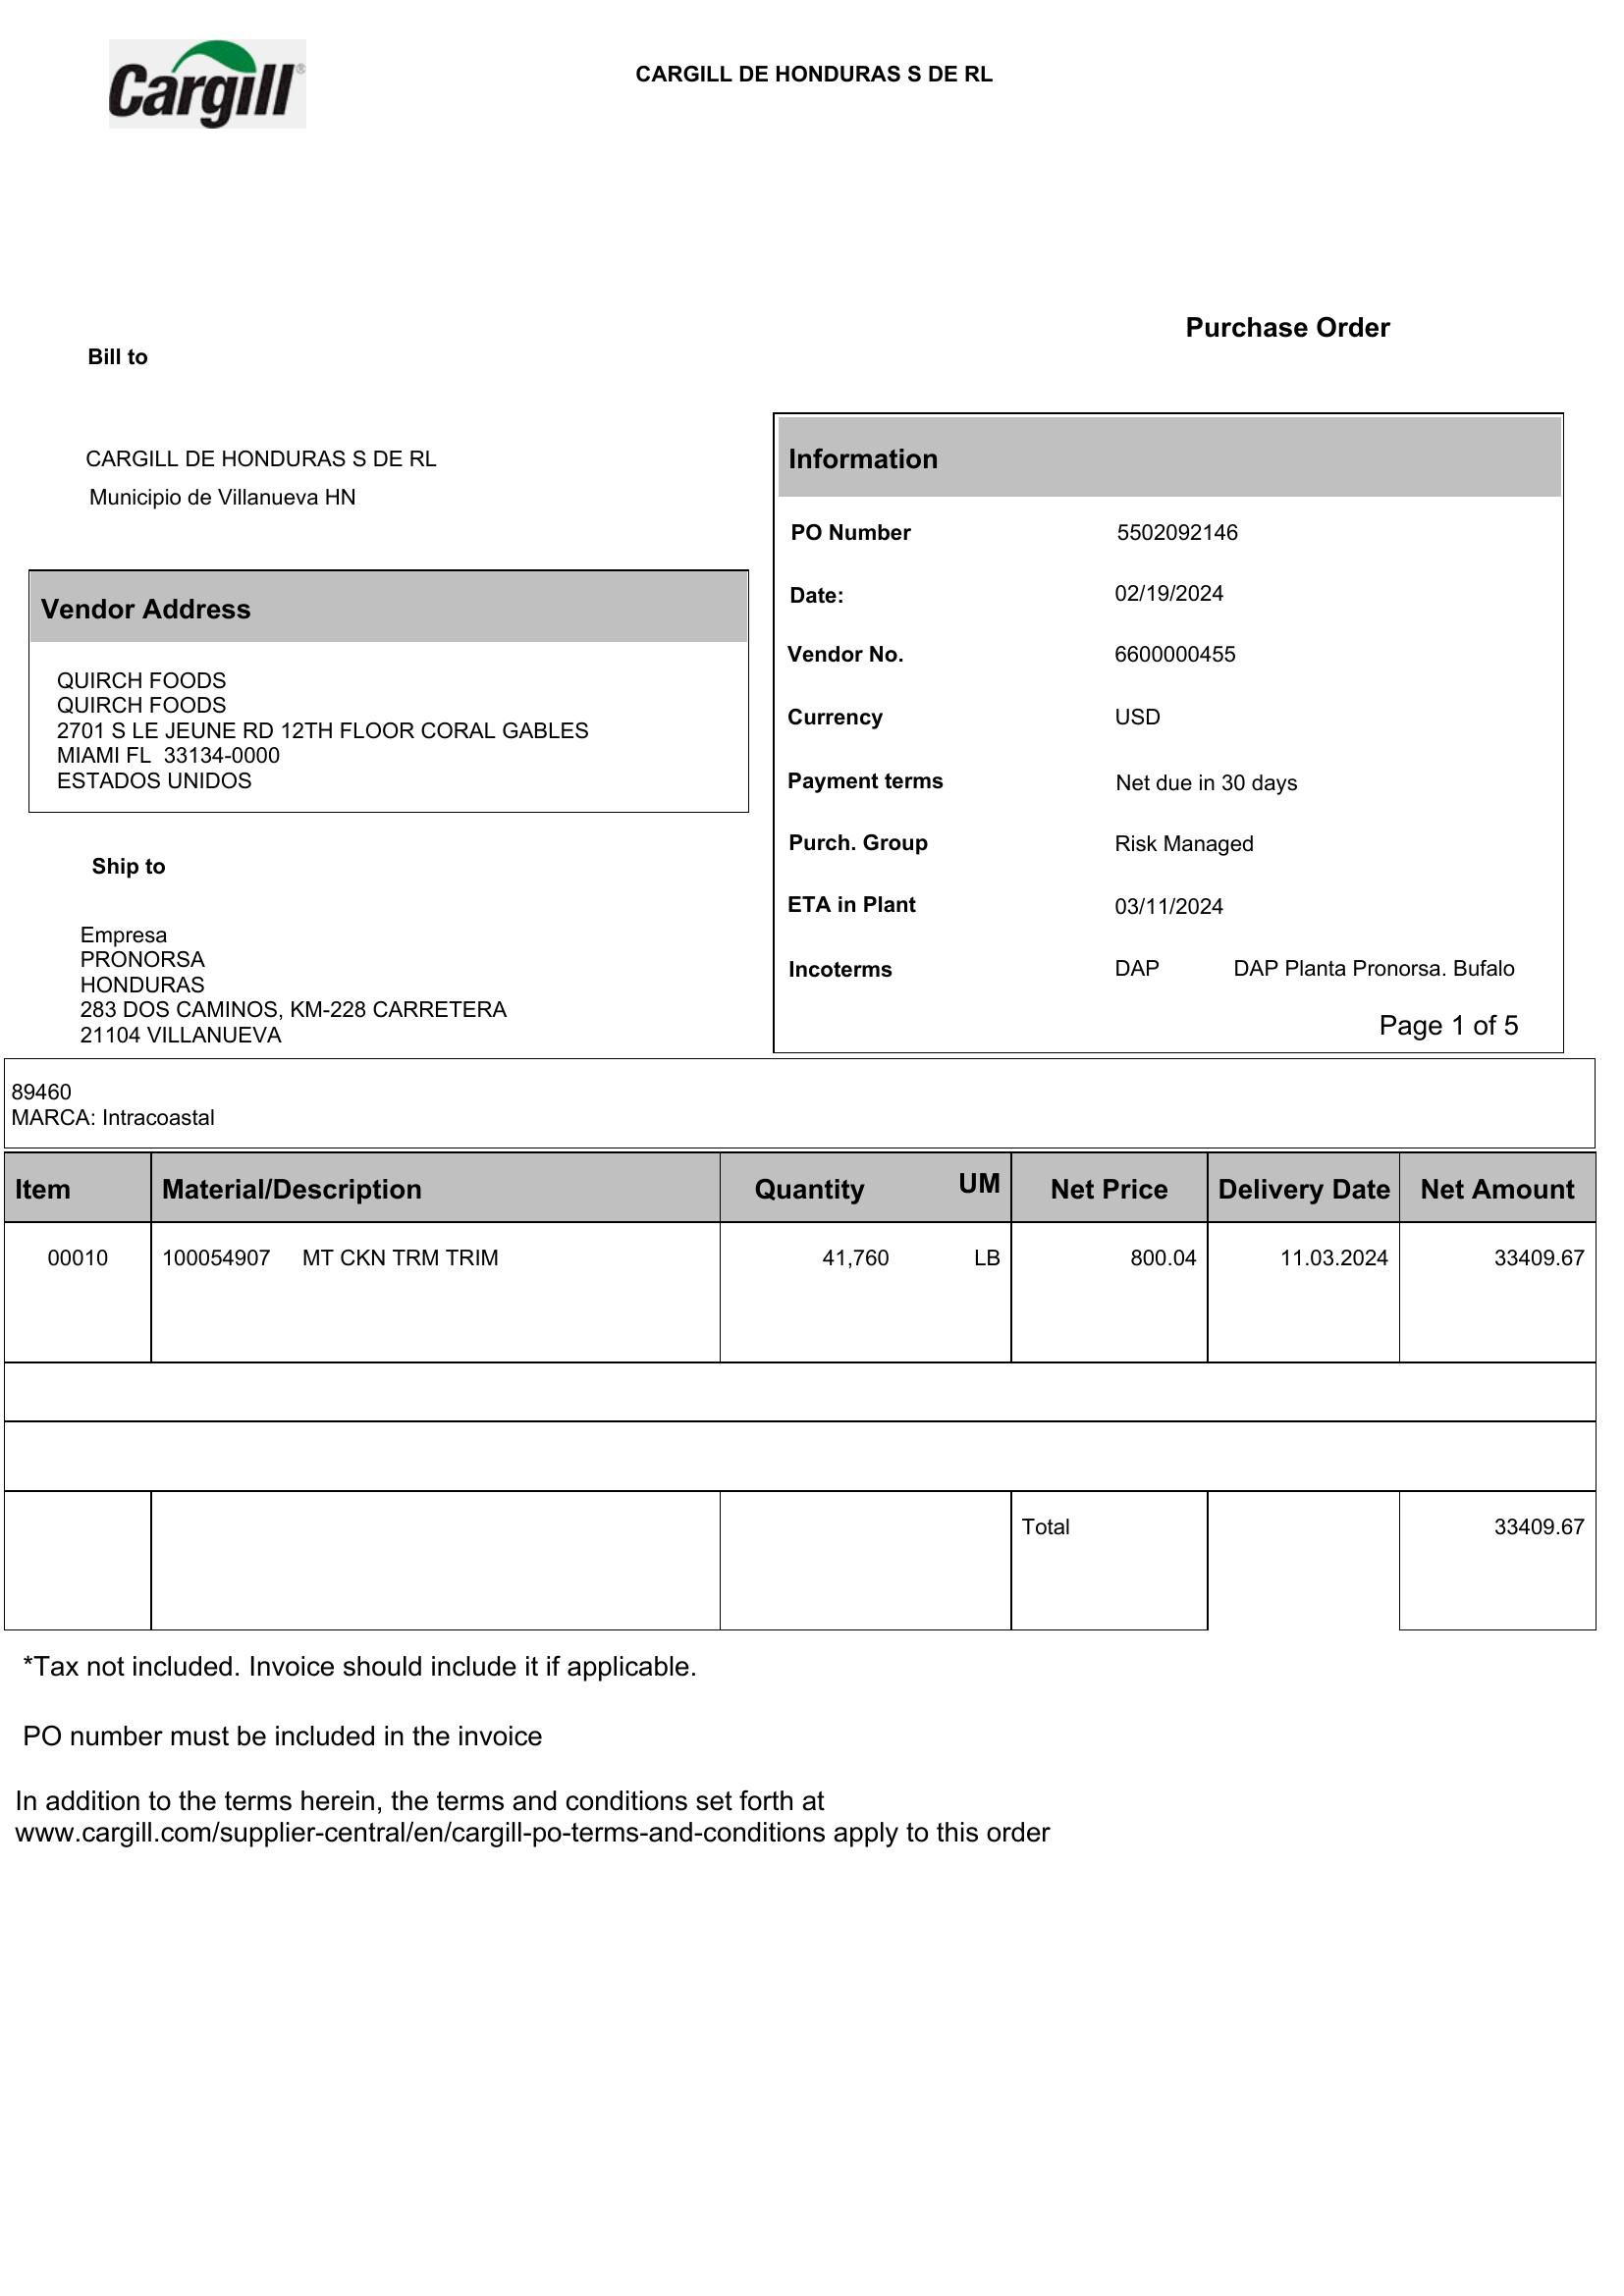 Cargill®
CARGILL DE HONDURAS S DE RL
Purchase Order
Bill to
CARGILL DE HONDURAS S DE RL
Municipio de Villanueva HN
Vendor Address
QUIRCH FOODS
QUIRCH FOODS
2701 S LE JEUNE RD 12TH FLOOR CORAL GABLES
MIAMI FL  33134-0000
ESTADOS UNIDOS
Ship to
Empresa
PRONORSA
HONDURAS
283 DOS CAMINOS, KM-228 CARRETERA
21104 VILLANUEVA
Information
PO Number 5502092146
Date: 02/19/2024
Vendor No. 6600000455
Currency USD
Payment terms Net due in 30 days
Purch. Group Risk Managed
ETA in Plant 03/11/2024
Incoterms DAP DAP Planta Pronorsa. Bufalo
Page 1 of 5
89460
MARCA: Intracoastal
Item Material/Description Quantity UM Net Price Delivery Date Net Amount
00010 100054907 MT CKN TRM TRIM 41,760 LB 800.04 11.03.2024 33409.67
Total 33409.67
*Tax not included. Invoice should include it if applicable.
PO number must be included in the invoice
In addition to the terms herein, the terms and conditions set forth at
www.cargill.com/supplier-central/en/cargill-po-terms-and-conditions apply to this order